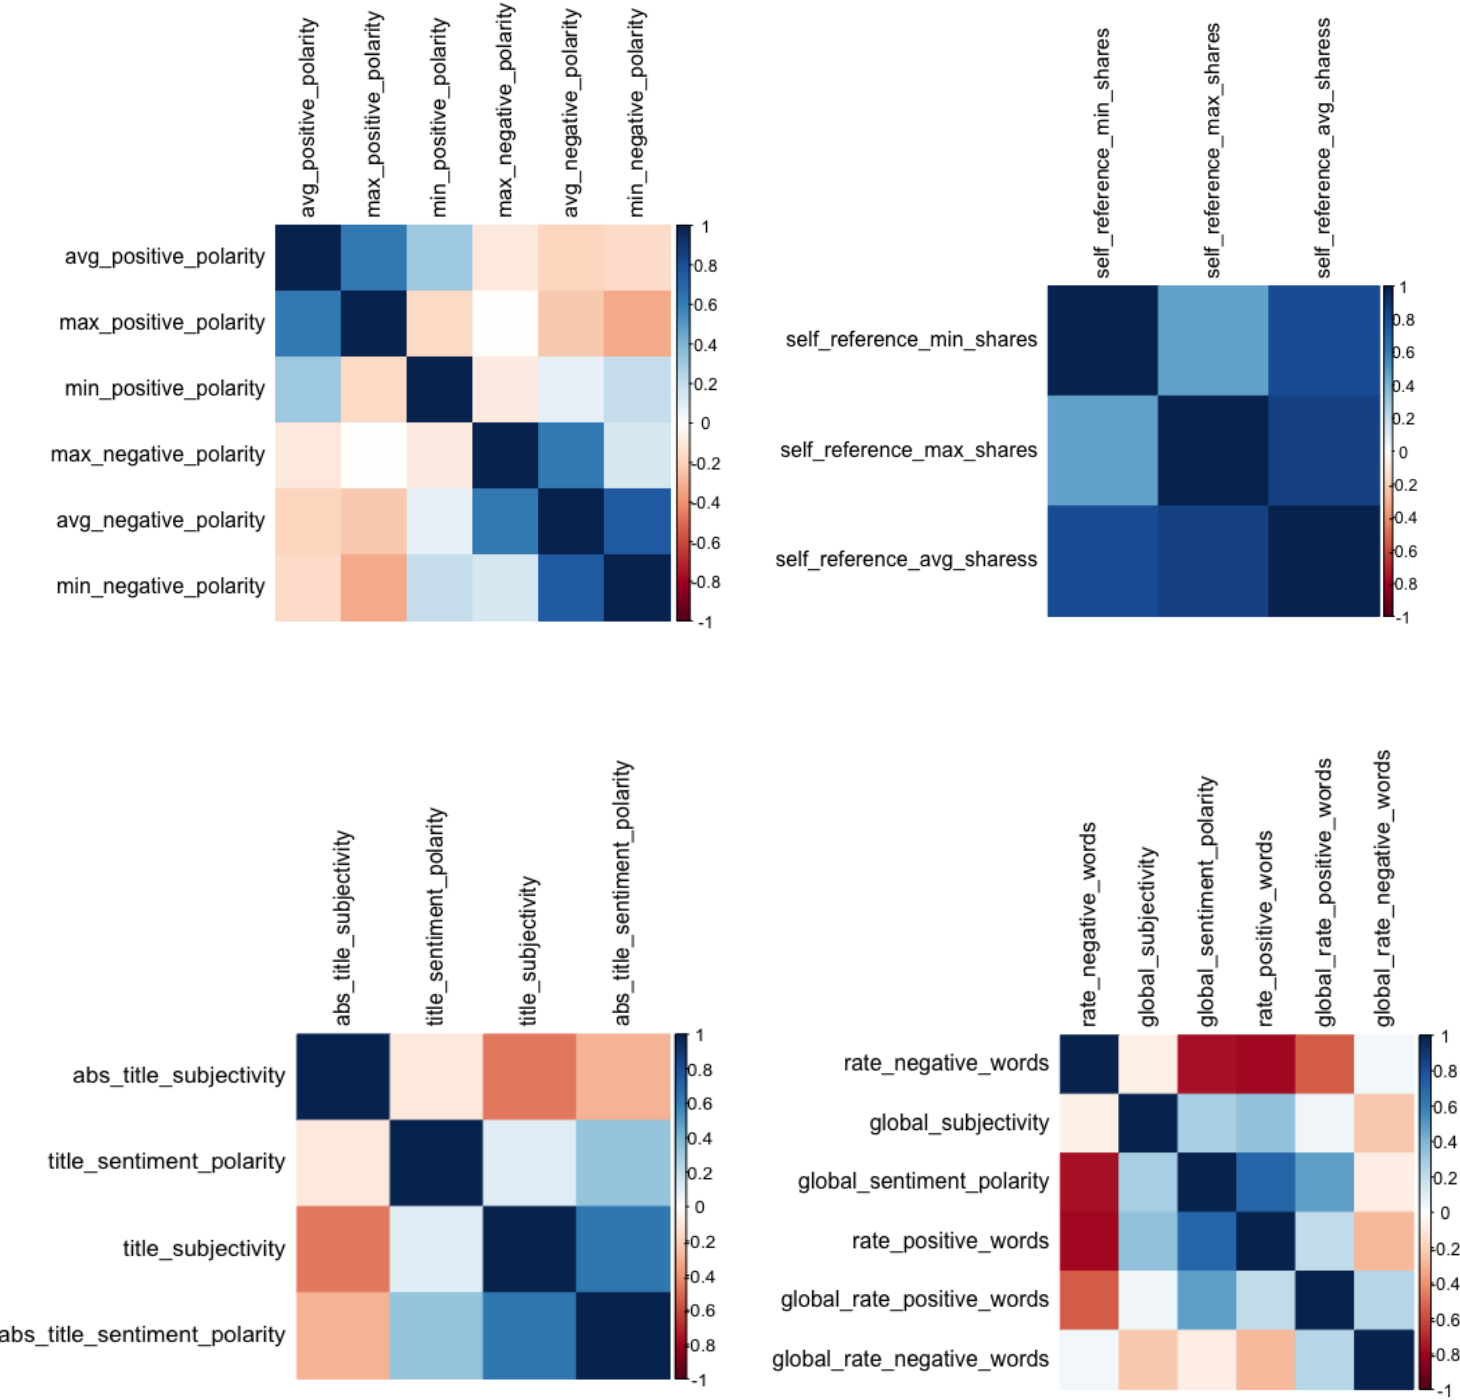 avg_positive_polarity
max_positive_polarity
min_positive_polarity
max_negative_polarity
avg_negative_polarity
min_negative_polarity
avg_positive_polarity
max_positive_polarity
min_positive_polarity
max_negative_polarity
avg_negative_polarity
min_negative_polarity
1
0.8
0.6
0.4
0.2
0
-0.2
-0.4
-0.6
-0.8
-1
self_reference_min_shares
self_reference_max_shares
self_reference_avg_sharess
self_reference_min_shares
self_reference_max_shares
self_reference_avg_sharess
1
0.8
0.6
0.4
0.2
0
-0.2
-0.4
-0.6
-0.8
-1
abs_title_subjectivity
title_sentiment_polarity
title_subjectivity
abs_title_sentiment_polarity
abs_title_subjectivity
title_sentiment_polarity
title_subjectivity
abs_title_sentiment_polarity
1
0.8
0.6
0.4
0.2
0
-0.2
-0.4
-0.6
-0.8
-1
rate_negative_words
global_subjectivity
global_sentiment_polarity
rate_positive_words
global_rate_positive_words
global_rate_negative_words
rate_negative_words
global_subjectivity
global_sentiment_polarity
rate_positive_words
global_rate_positive_words
global_rate_negative_words
1
0.8
0.6
0.4
0.2
0
-0.2
-0.4
-0.6
-0.8
-1